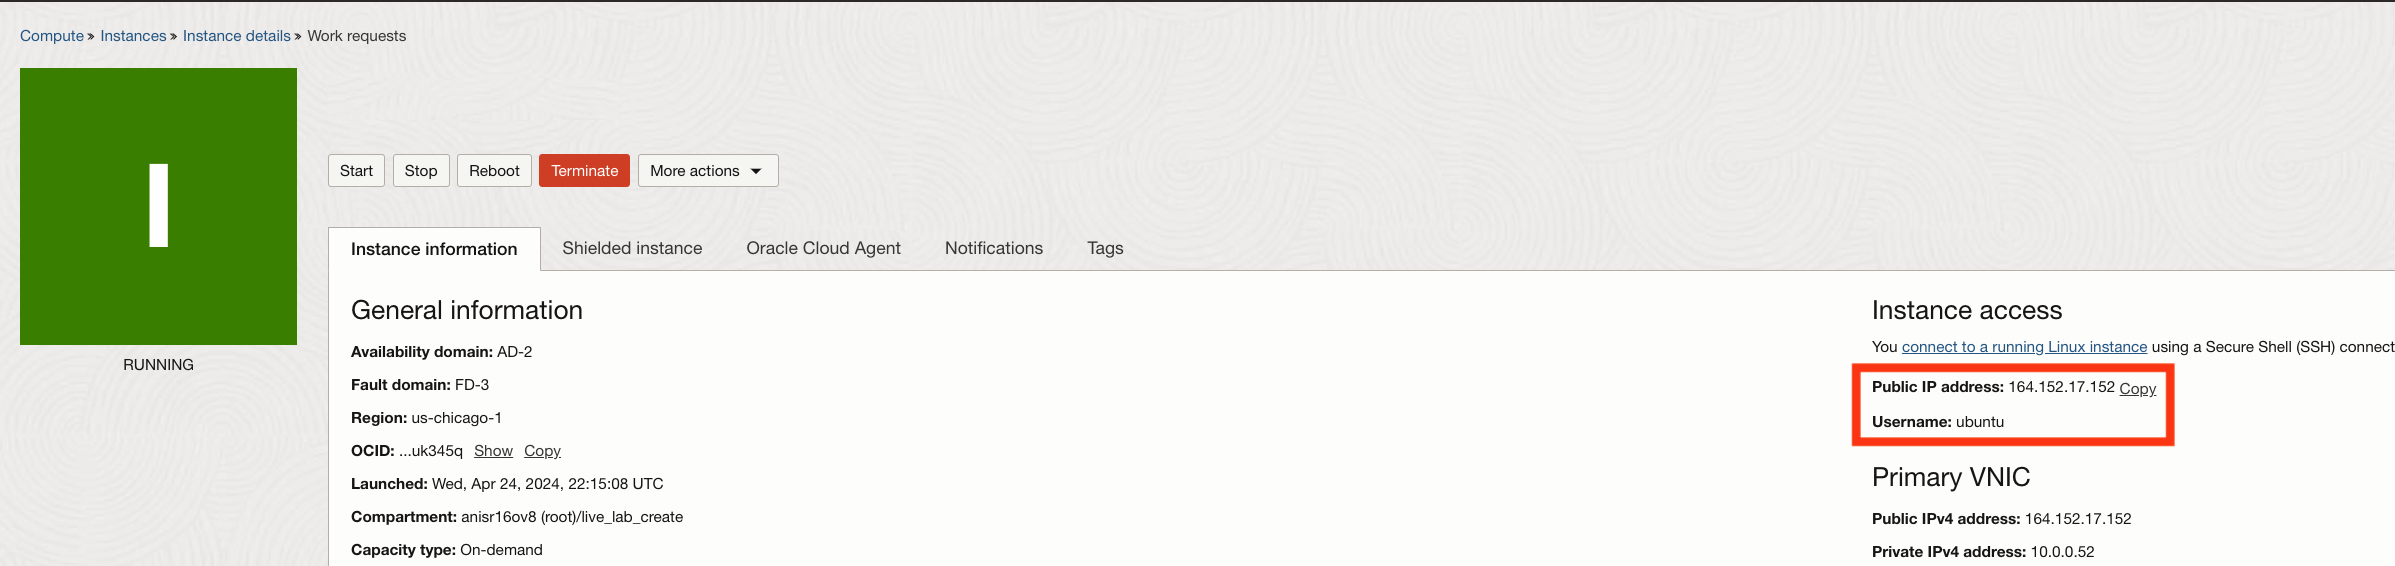 Compute » Instances » Instance details » Work requests
I
RUNNING
Start Stop Reboot Terminate More actions
Instance information Shielded instance Oracle Cloud Agent Notifications Tags
General information
Availability domain: AD-2
Fault domain: FD-3
Region: us-chicago-1
OCID: ...uk345q Show Copy
Launched: Wed, Apr 24, 2024, 22:15:08 UTC
Compartment: anisr16ov8 (root)/live_lab_create
Capacity type: On-demand
Instance access
You connect to a running Linux instance using a Secure Shell (SSH) connect
Public IP address: 164.152.17.152 Copy
Username: ubuntu
Primary VNIC
Public IPv4 address: 164.152.17.152
Private IPv4 address: 10.0.0.52